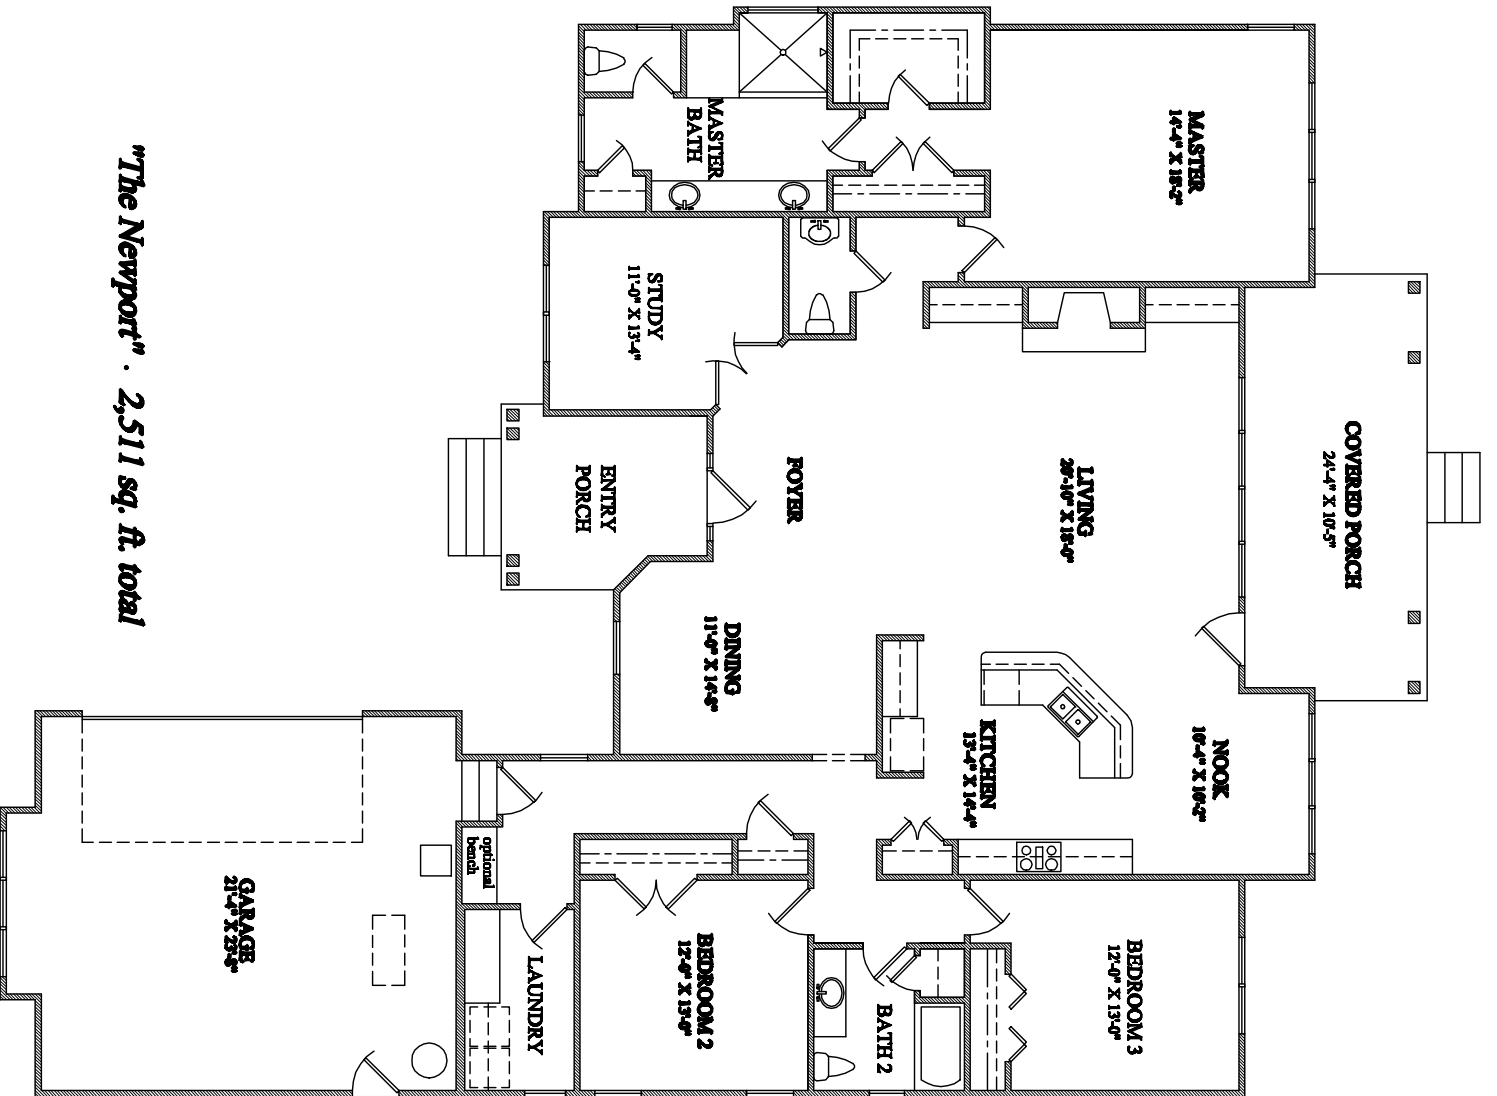 COVERED PORCH
24'-4" X 10'-5"
MASTER
14'-4" X 18'-2"
NOOK
10'-4" X 10'-2"
BEDROOM 3
12'-0" X 13'-0"
LIVING
20'-10" X 18'-0"
KITCHEN
13'-4" X 14'-4"
BATH 2
FOYER
MASTER
BATH
DINING
11'-0" X 14'-8"
BEDROOM 2
12'-0" X 13'-0"
STUDY
11'-0" X 13'-4"
ENTRY
PORCH
LAUNDRY
optional
bench
GARAGE
21'-4" X 23'-8"
"The Newport" · 2,511 sq. ft. total